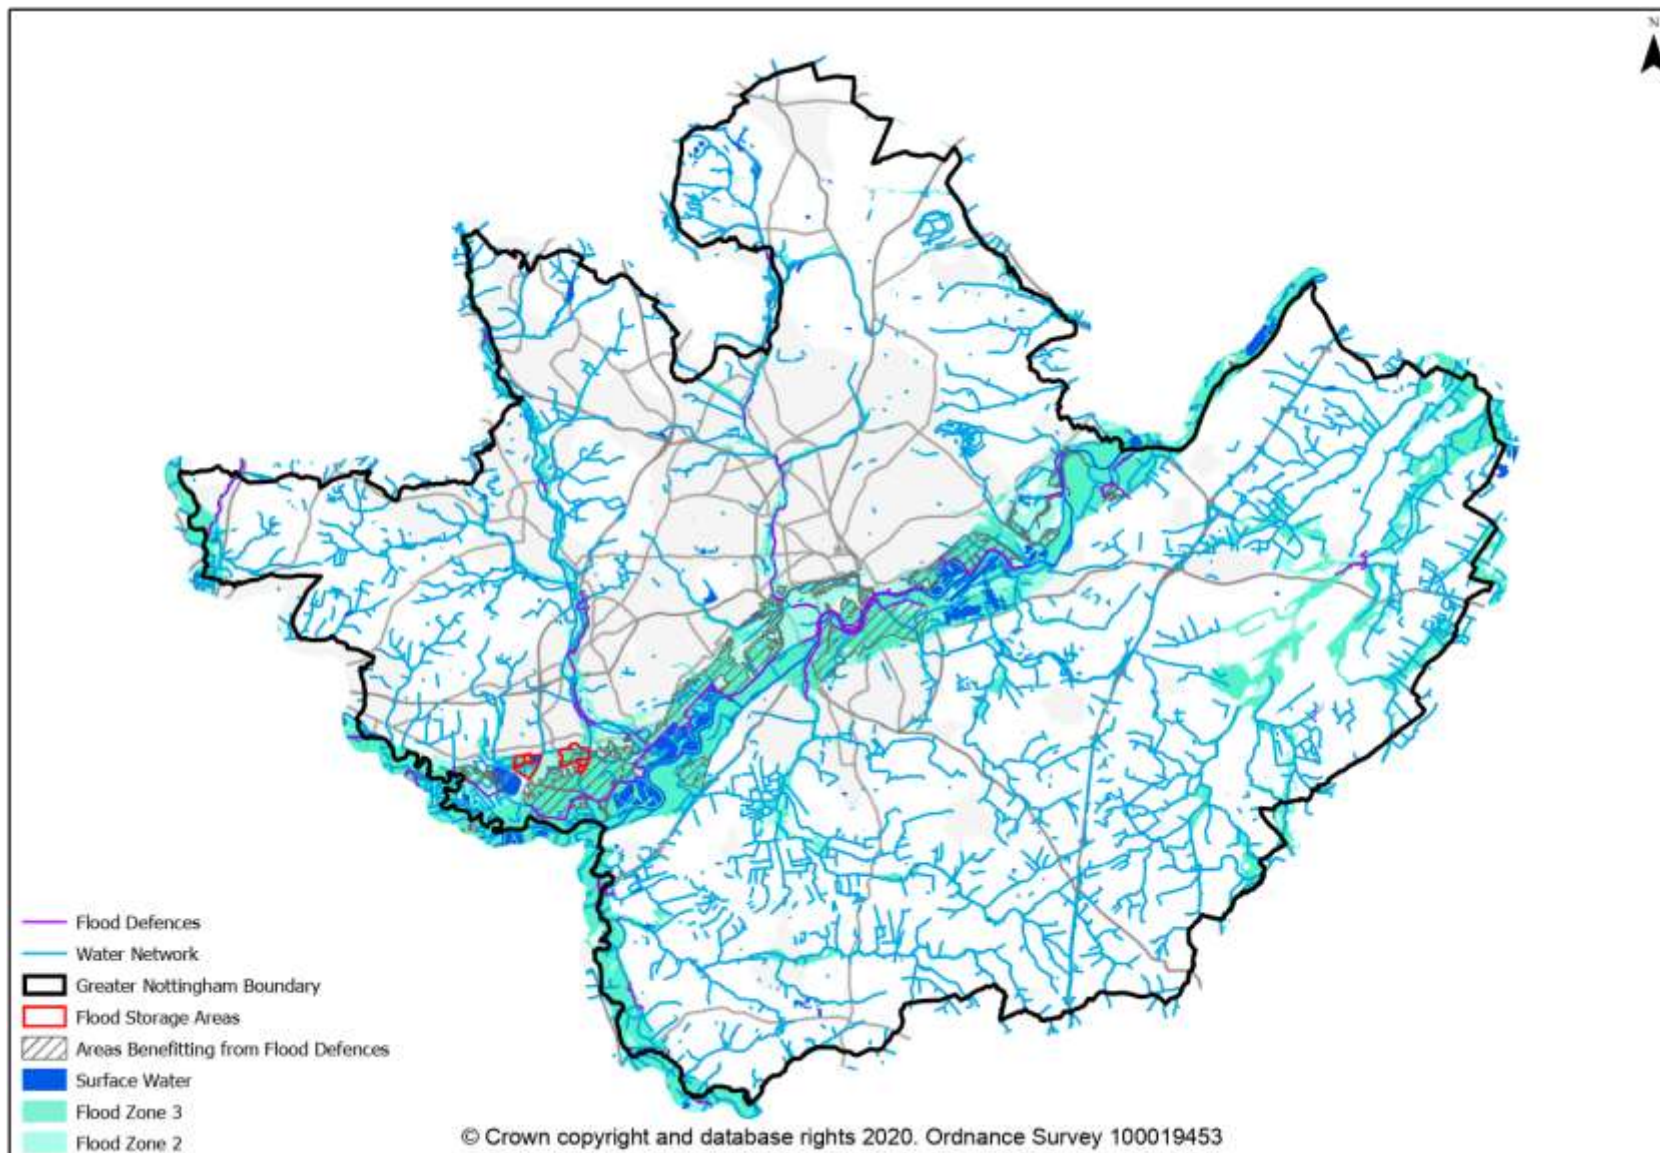 N
Flood Defences
Water Network
Greater Nottingham Boundary
Flood Storage Areas
Areas Benefitting from Flood Defences
Surface Water
Flood Zone 3
Flood Zone 2
© Crown copyright and database rights 2020. Ordnance Survey 100019453